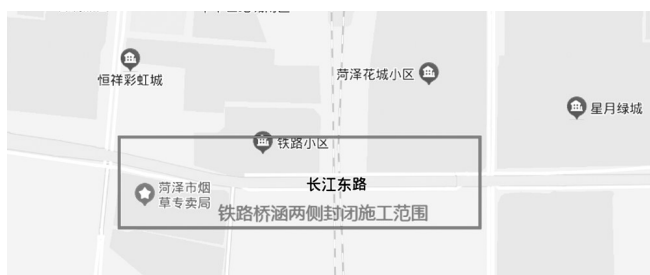 恒祥彩虹城
菏泽花城小区
星月绿城
铁路小区
菏泽市烟
草专卖局
长江东路
铁路桥涵两侧封闭施工范围